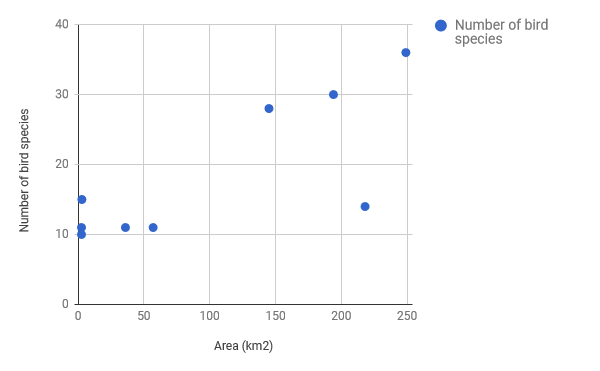 40
30
20
10
0
0 50 100 150 200 250
Number of bird species
Area (km2)
Number of bird
species